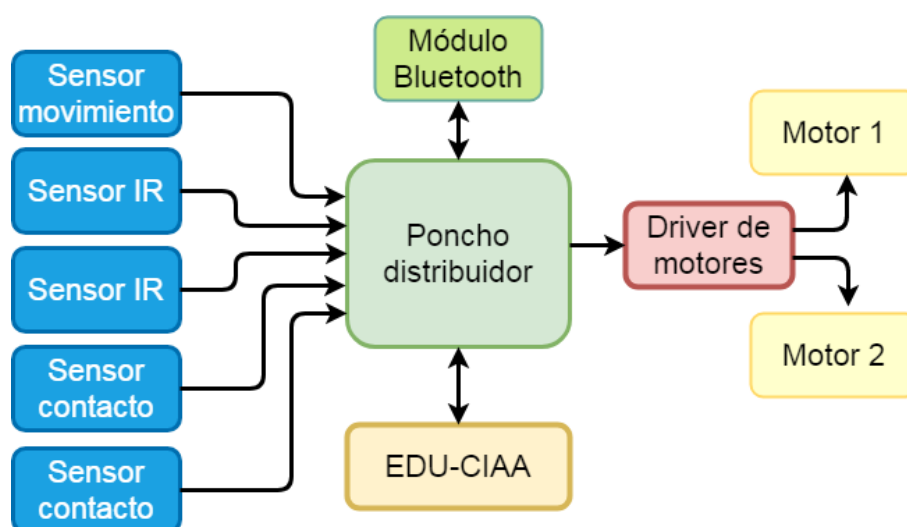 Sensor
movimiento
Sensor IR
Sensor IR
Sensor
contacto
Sensor
contacto
Módulo
Bluetooth
Poncho
distribuidor
EDU-CIAA
Driver de
motores
Motor 1
Motor 2